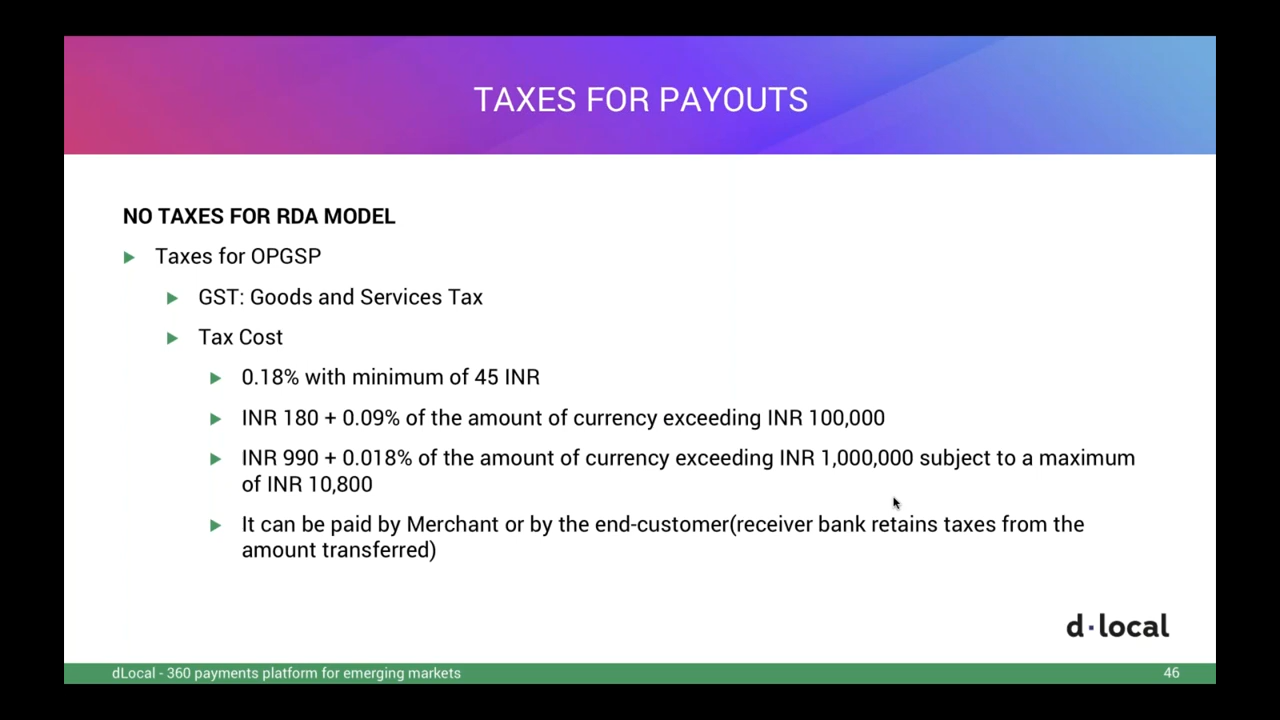 TAXES FOR PAYOUTS
NO TAXES FOR RDA MODEL
Taxes for OPGSP
GST: Goods and Services Tax
Tax Cost
0.18% with minimum of 45 INR
INR 180 + 0.09% of the amount of currency exceeding INR 100,000
INR 990 + 0.018% of the amount of currency exceeding INR 1,000,000 subject to a maximum
of INR 10,800
It can be paid by Merchant or by the end-customer(receiver bank retains taxes from the
amount transferred)
d·local
dLocal - 360 payments platform for emerging markets
46